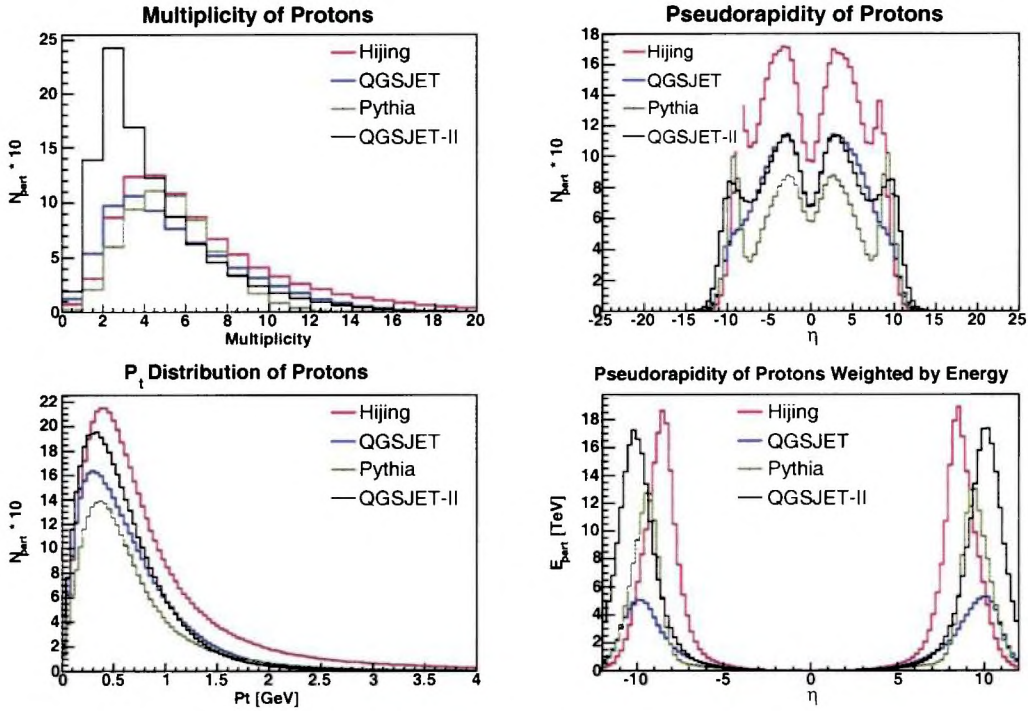 Multiplicity of Protons
N_part * 10
25
20
15
10
5
0
Hijing
QGSJET
Pythia
QGSJET-II
0 2 4 6 8 10 12 14 16 18 20
Multiplicity
Pseudorapidity of Protons
N_part * 10
18
16
14
12
10
8
6
4
2
0
Hijing
QGSJET
Pythia
QGSJET-II
-25 -20 -15 -10 -5 0 5 10 15 20 25
η
P_t Distribution of Protons
N_part * 10
22
20
18
16
14
12
10
8
6
4
2
0
Hijing
QGSJET
Pythia
QGSJET-II
0 0.5 1 1.5 2 2.5 3 3.5 4
Pt [GeV]
Pseudorapidity of Protons Weighted by Energy
E_part [TeV]
18
16
14
12
10
8
6
4
2
0
Hijing
QGSJET
Pythia
QGSJET-II
-10 -5 0 5 10
η